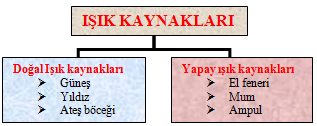 IŞIK KAYNAKLARI
Doğal Işık kaynakları
Güneş
Yıldız
Ateş böceği
Yapay ışık kaynakları
El feneri
Mum
Ampul